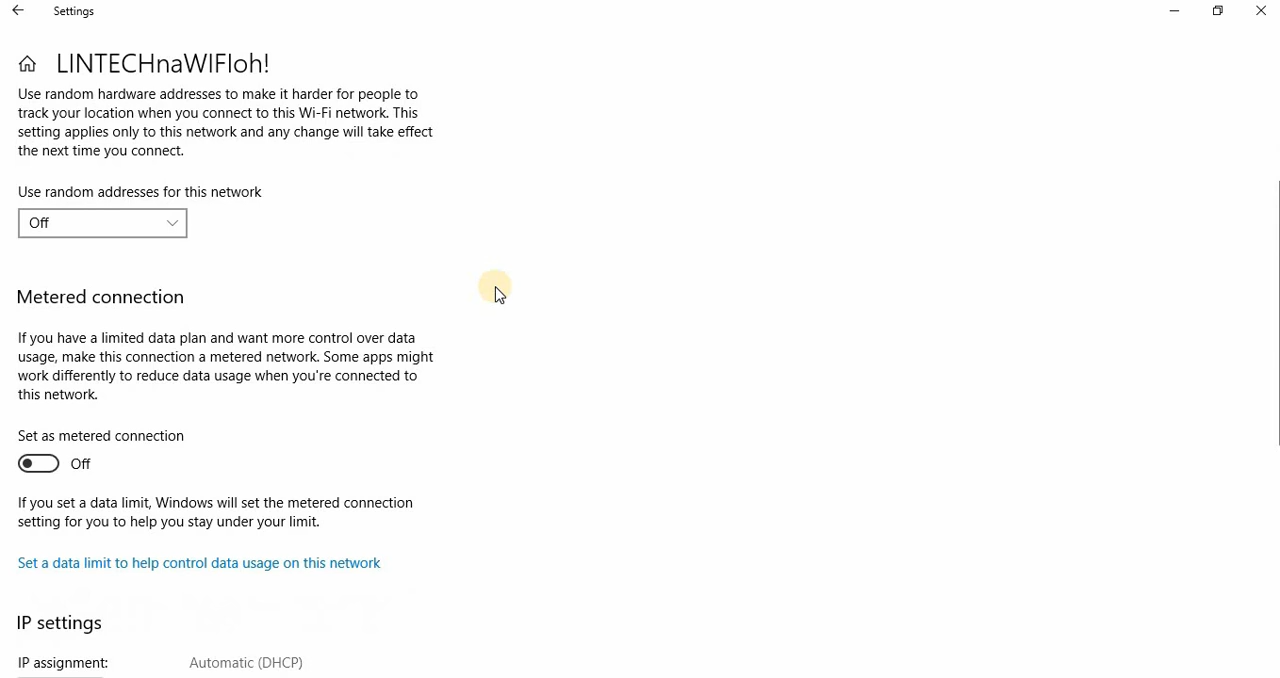 Settings
LINTECHnaWIFIoh!
Use random hardware addresses to make it harder for people to
track your location when you connect to this Wi-Fi network. This
setting applies only to this network and any change will take effect
the next time you connect.
Use random addresses for this network
Off
Metered connection
If you have a limited data plan and want more control over data
usage, make this connection a metered network. Some apps might
work differently to reduce data usage when you're connected to
this network.
Set as metered connection
Off
If you set a data limit, Windows will set the metered connection
setting for you to help you stay under your limit.
Set a data limit to help control data usage on this network
IP settings
IP assignment: Automatic (DHCP)